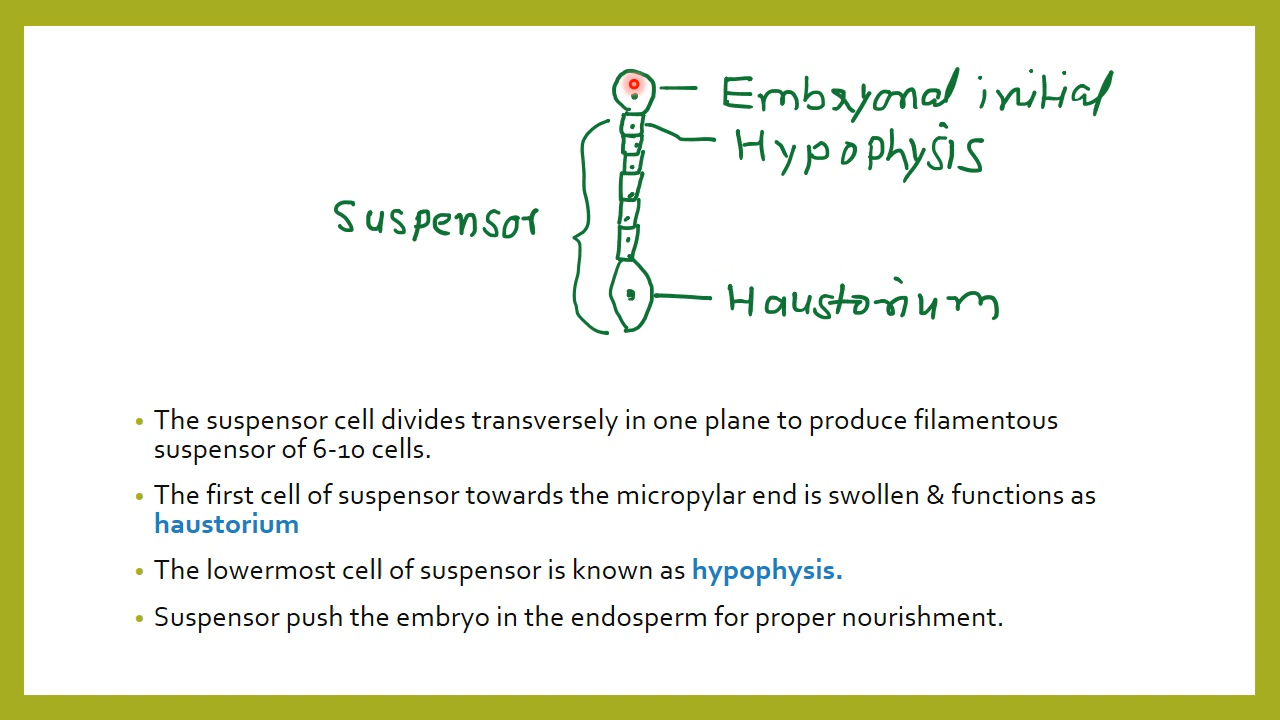 Embryonal initial
Hypophysis
Suspensor
Haustorium
• The suspensor cell divides transversely in one plane to produce filamentous
suspensor of 6-10 cells.
• The first cell of suspensor towards the micropylar end is swollen & functions as
haustorium
• The lowermost cell of suspensor is known as hypophysis.
• Suspensor push the embryo in the endosperm for proper nourishment.